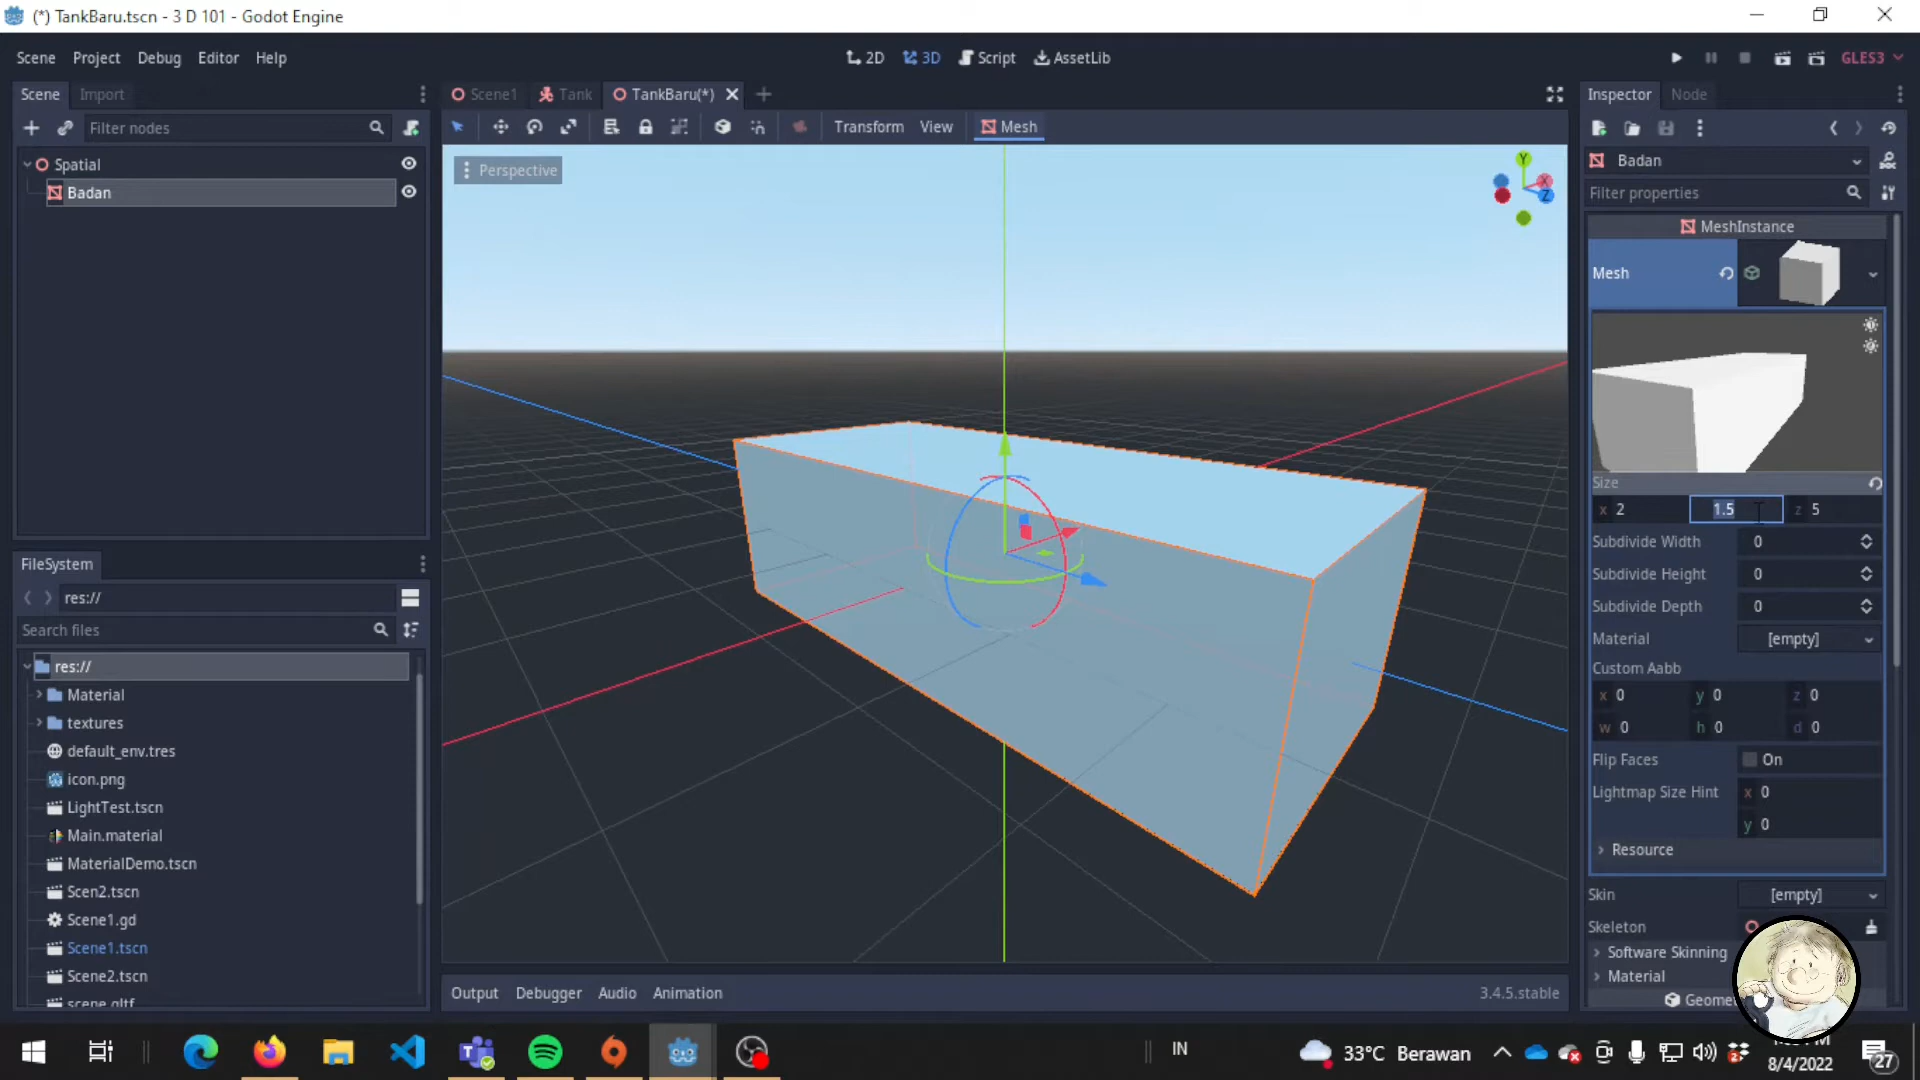 (*) TankBaru.tscn - 3 D 101 - Godot Engine
Scene Project Debug Editor Help
2D 3D Script AssetLib
GLES3
Scene Import
Scene1 Tank TankBaru(*)
Inspector Node
Filter nodes
Transform View Mesh
Spatial
Badan
Perspective
Y
X
Z
Badan
Filter properties
MeshInstance
Mesh
Size
x 2 1.5 z 5
Subdivide Width 0
Subdivide Height 0
Subdivide Depth 0
Material [empty]
Custom Aabb
x 0 y 0 z 0
w 0 h 0 d 0
Flip Faces On
Lightmap Size Hint x 0
y 0
Resource
Skin [empty]
Skeleton
Software Skinning
Material
FileSystem
res://
Search files
res://
Material
textures
default_env.tres
icon.png
LightTest.tscn
Main.material
MaterialDemo.tscn
Scen2.tscn
Scene1.gd
Scene1.tscn
Scene2.tscn
scene.gltf
Output Debugger Audio Animation
3.4.5.stable
IN
33°C Berawan
8/4/2022
27